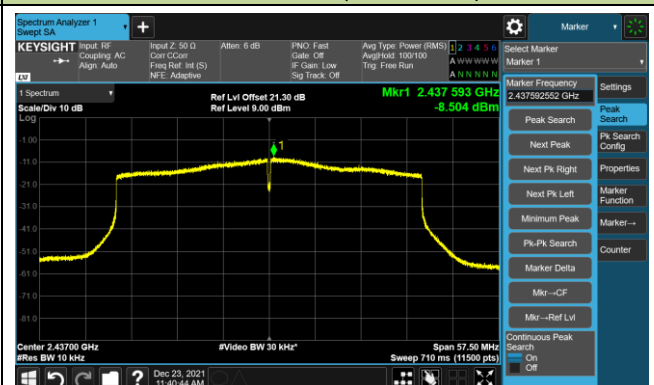 Spectrum Analyzer 1
Swept SA
Marker
KEYSIGHT
Input: RF
Coupling: AC
Align: Auto
Input Z: 50 Ω
Corr CCorr
Freq Ref: Int (S)
NFE: Adaptive
Atten: 6 dB
PNO: Fast
Gate: Off
IF Gain: Low
Sig Track: Off
Avg Type: Power (RMS)
Avg|Hold: 100/100
Trig: Free Run
1 2 3 4 5 6
A W W W W W
A N N N N N
Select Marker
Marker 1
LXI
1 Spectrum
Scale/Div 10 dB
Log
Ref Lvl Offset 21.30 dB
Ref Level 9.00 dBm
Mkr1 2.437 593 GHz
-8.504 dBm
1
-1.00
-11.0
-21.0
-31.0
-41.0
-51.0
-61.0
-71.0
-81.0
Center 2.43700 GHz
#Res BW 10 kHz
#Video BW 30 kHz*
Span 57.50 MHz
Sweep 710 ms (11500 pts)
Dec 23, 2021
11:40:44 AM
Marker Frequency
2.437592552 GHz
Peak Search
Next Peak
Next Pk Right
Next Pk Left
Minimum Peak
Pk-Pk Search
Marker Delta
Mkr→CF
Mkr→Ref Lvl
Continuous Peak
Search
On
Off
Settings
Peak
Search
Pk Search
Config
Properties
Marker
Function
Marker→
Counter